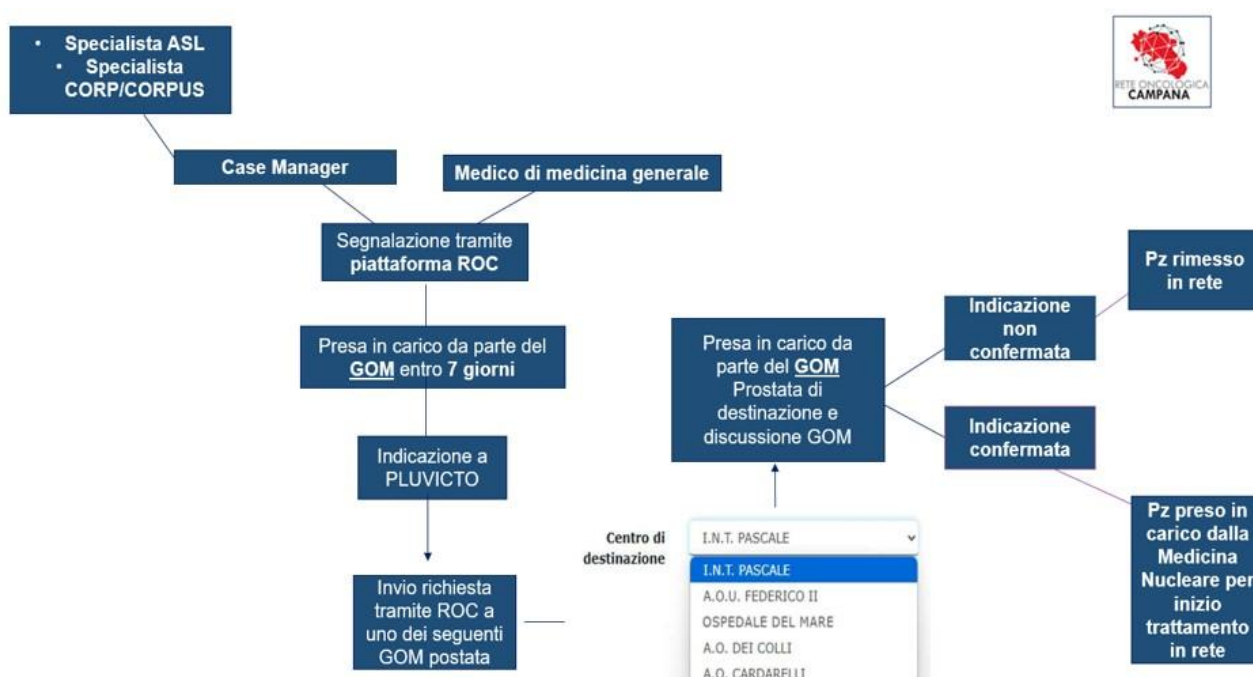 • Specialista ASL
• Specialista
CORP/CORPUS
RETE ONCOLOGICA
CAMPANA
Case Manager
Medico di medicina generale
Segnalazione tramite
piattaforma ROC
Presa in carico da parte del
GOM entro 7 giorni
Indicazione a
PLUVICTO
Invio richiesta
tramite ROC a
uno dei seguenti
GOM postata
Centro di
destinazione
I.N.T. PASCALE
I.N.T. PASCALE
A.O.U. FEDERICO II
OSPEDALE DEL MARE
A.O. DEI COLLI
A.O. CARDARELLI
Presa in carico da
parte del GOM
Prostata di
destinazione e
discussione GOM
Indicazione
non
confermata
Pz rimesso
in rete
Indicazione
confermata
Pz preso in
carico dalla
Medicina
Nucleare per
inizio
trattamento
in rete